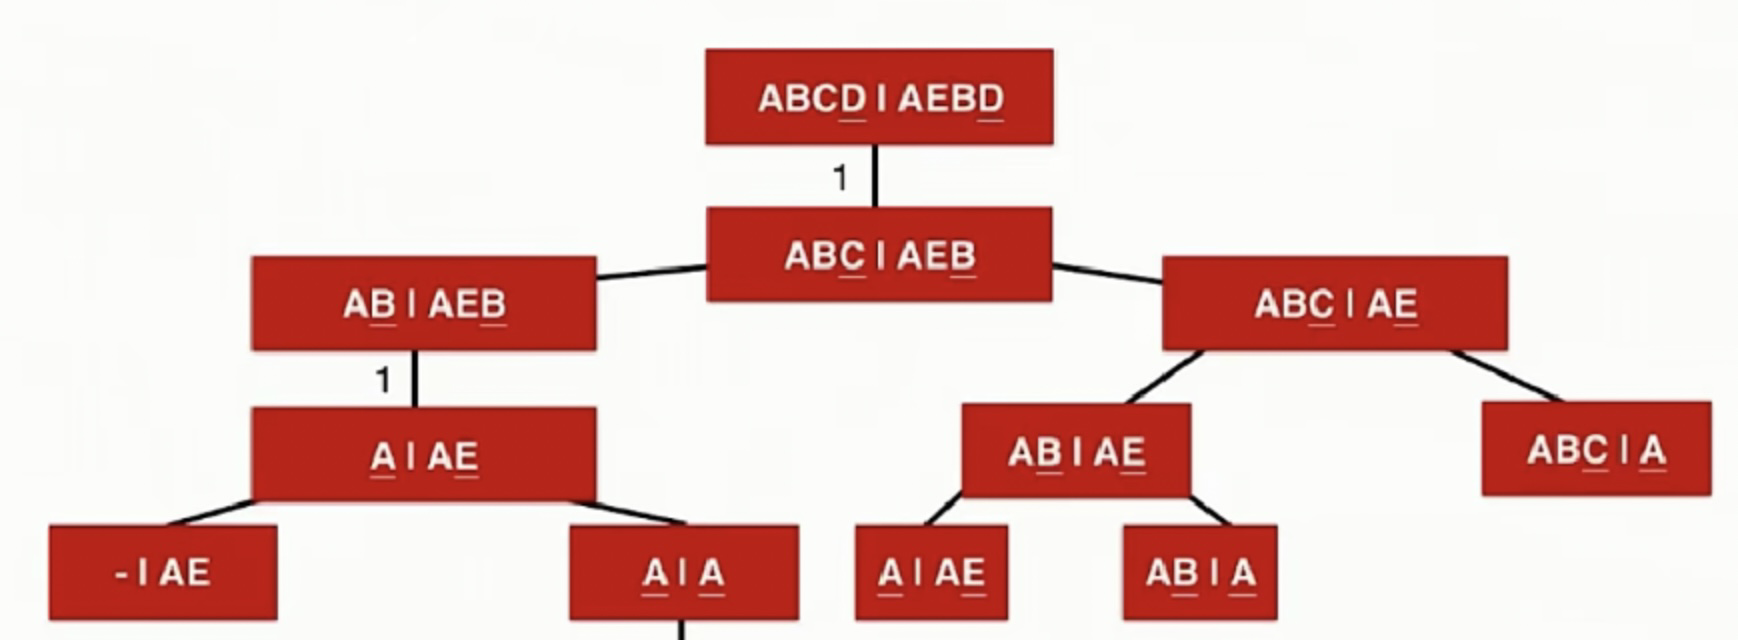 ABCD | AEBD
1
ABC | AEB
AB | AEB
ABC | AE
1
A | AE
AB | AE
ABC | A
- | AE
A | A
A | AE
AB | A